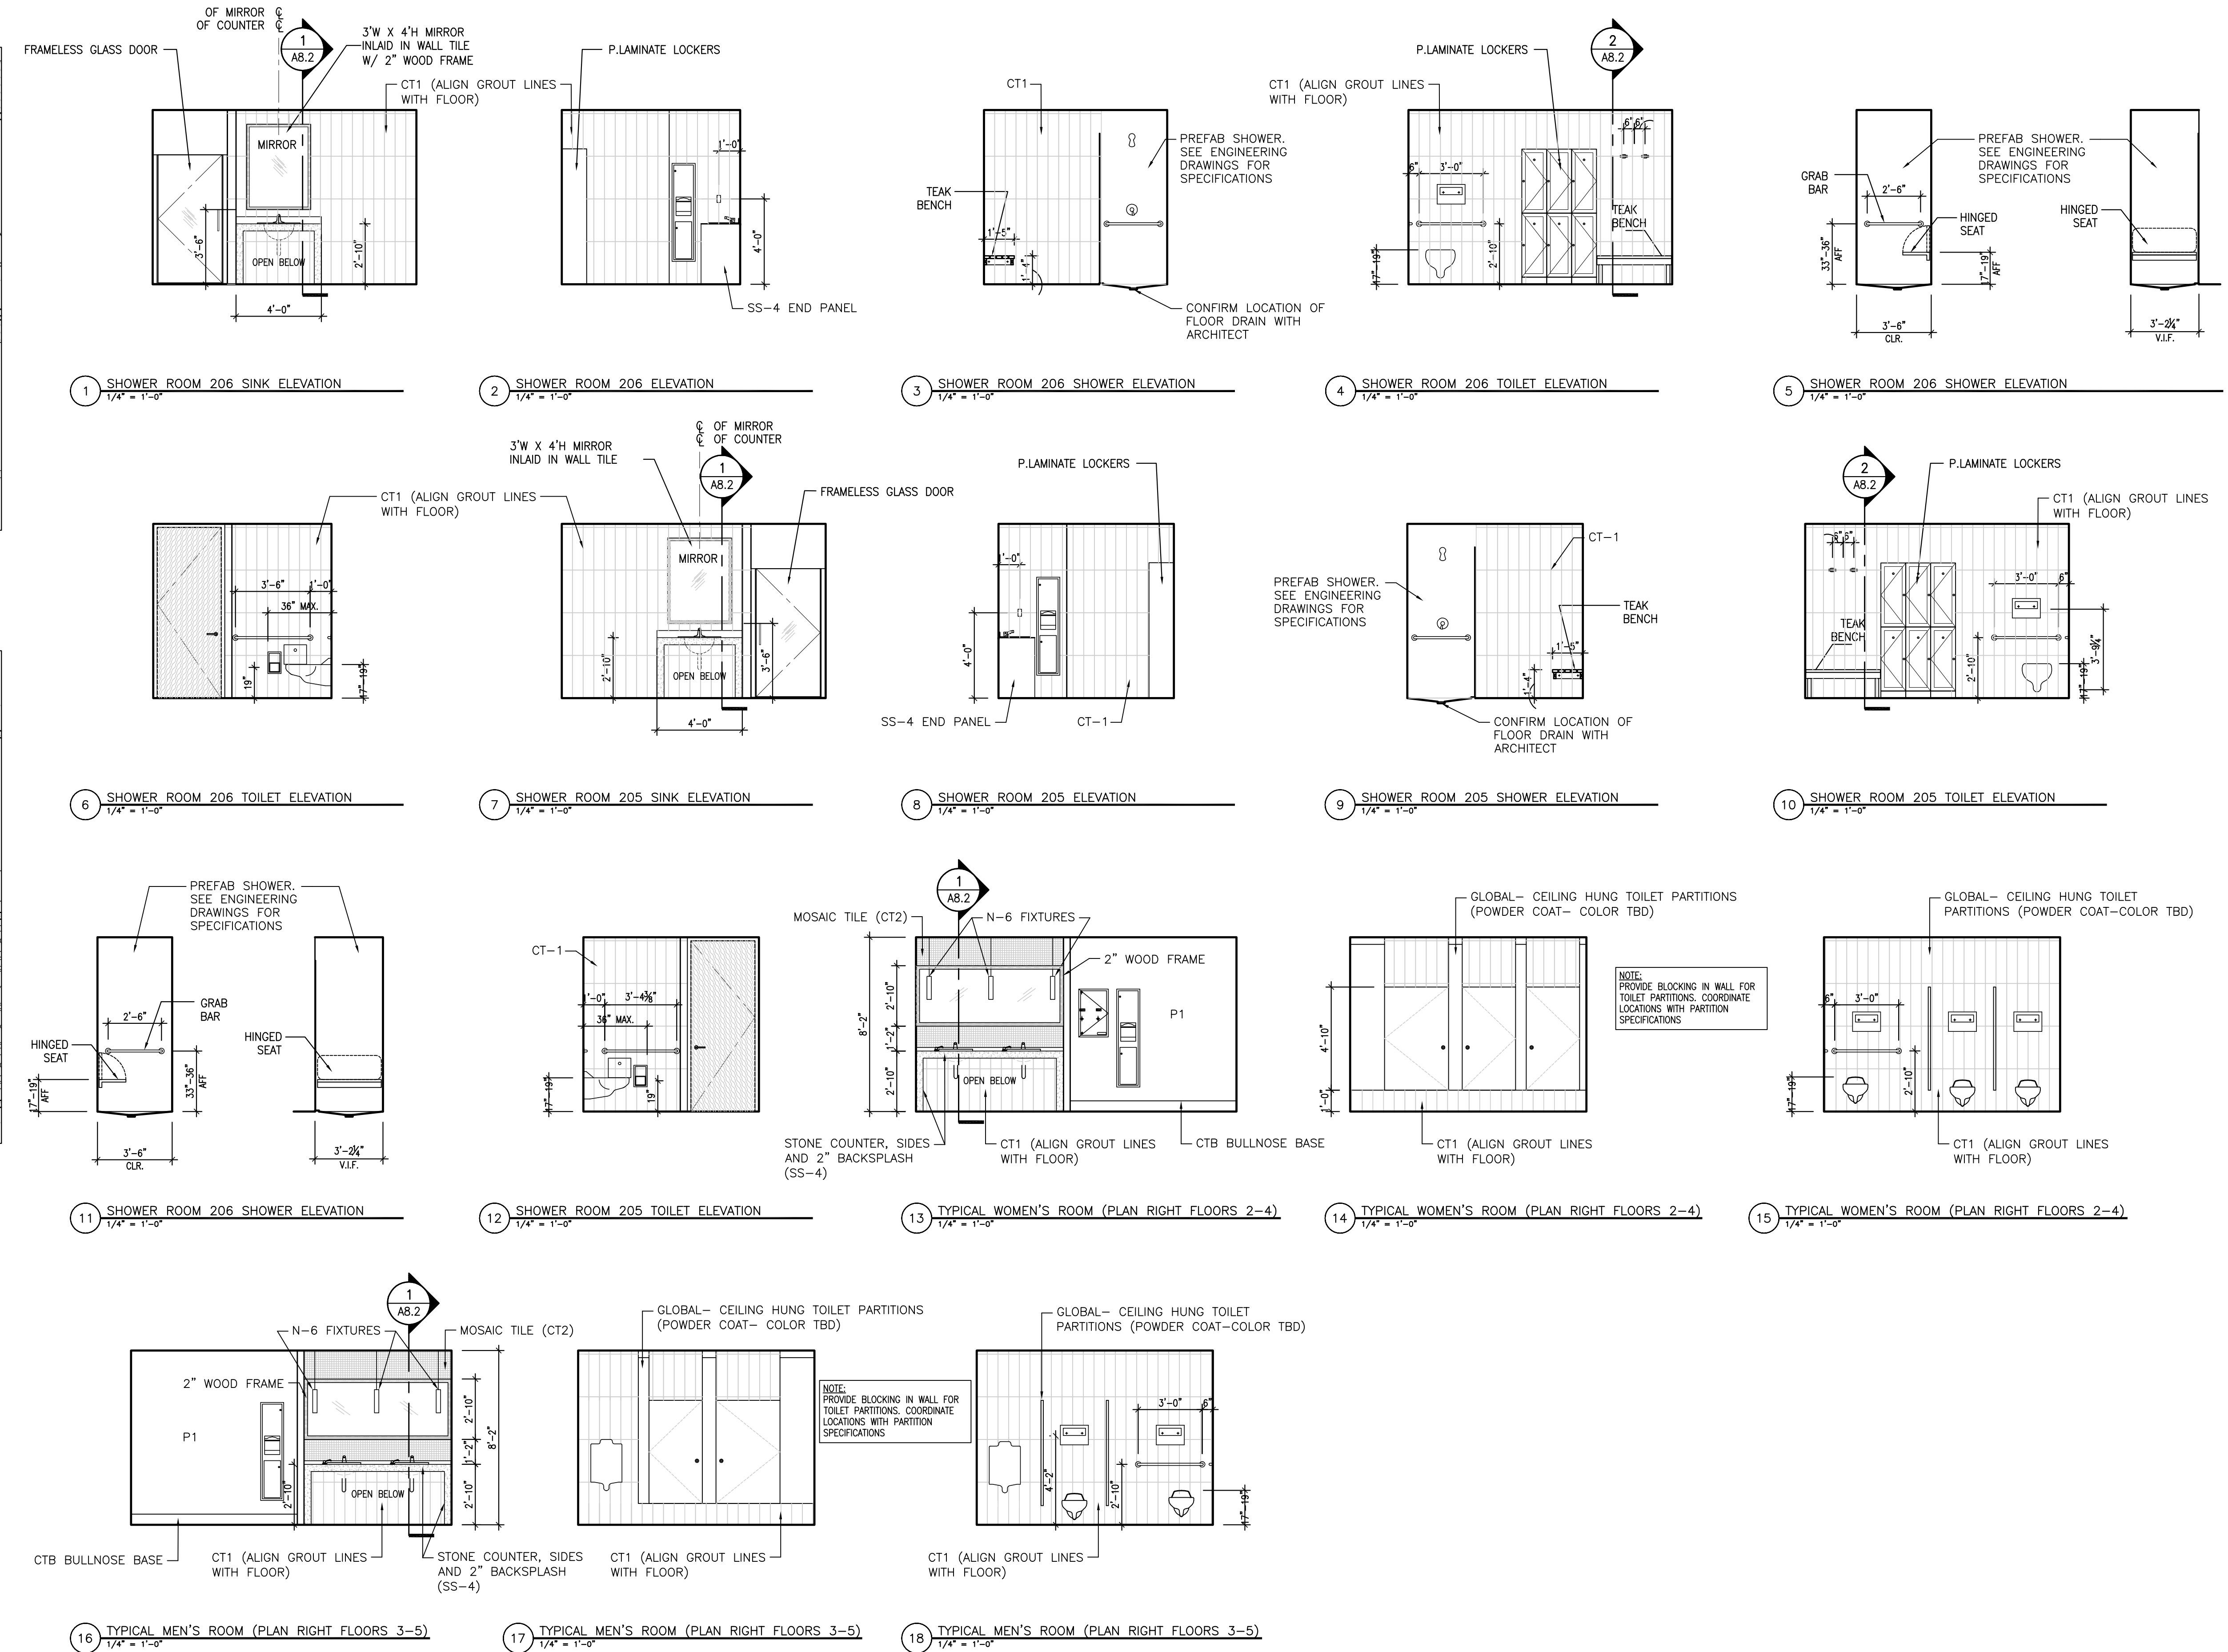 OF MIRROR ℄
OF COUNTER ℄
1
A8.2
3'W X 4'H MIRROR
INLAID IN WALL TILE
W/ 2" WOOD FRAME
FRAMELESS GLASS DOOR
CT1 (ALIGN GROUT LINES
WITH FLOOR)
MIRROR
OPEN BELOW
3'-6"
2'-10"
4'-0"
1
SHOWER ROOM 206 SINK ELEVATION
1/4" = 1'-0"
P.LAMINATE LOCKERS
1'-0"
4'-0"
SS-4 END PANEL
2
SHOWER ROOM 206 ELEVATION
1/4" = 1'-0"
CT1
PREFAB SHOWER.
SEE ENGINEERING
DRAWINGS FOR
SPECIFICATIONS
TEAK
BENCH
1'-5"
1'-4"
CONFIRM LOCATION OF
FLOOR DRAIN WITH
ARCHITECT
3
SHOWER ROOM 206 SHOWER ELEVATION
1/4" = 1'-0"
P.LAMINATE LOCKERS
2
A8.2
CT1 (ALIGN GROUT LINES
WITH FLOOR)
6" 6"
6"
3'-0"
TEAK
BENCH
17"-19"
2'-10"
4
SHOWER ROOM 206 TOILET ELEVATION
1/4" = 1'-0"
PREFAB SHOWER.
SEE ENGINEERING
DRAWINGS FOR
SPECIFICATIONS
GRAB
BAR
2'-6"
HINGED
SEAT
HINGED
SEAT
33"-36"
AFF
17"-19"
AFF
3'-6"
CLR.
3'-2¼"
V.I.F.
5
SHOWER ROOM 206 SHOWER ELEVATION
1/4" = 1'-0"
CT1 (ALIGN GROUT LINES
WITH FLOOR)
3'-6"
1'-0"
36" MAX.
19"
17"-19"
6
SHOWER ROOM 206 TOILET ELEVATION
1/4" = 1'-0"
℄ OF MIRROR
℄ OF COUNTER
3'W X 4'H MIRROR
INLAID IN WALL TILE
1
A8.2
FRAMELESS GLASS DOOR
MIRROR
OPEN BELOW
2'-10"
3'-6"
4'-0"
7
SHOWER ROOM 205 SINK ELEVATION
1/4" = 1'-0"
P.LAMINATE LOCKERS
1'-0"
4'-0"
SS-4 END PANEL
CT-1
8
SHOWER ROOM 205 ELEVATION
1/4" = 1'-0"
CT-1
PREFAB SHOWER.
SEE ENGINEERING
DRAWINGS FOR
SPECIFICATIONS
TEAK
BENCH
1'-5"
1'-4"
CONFIRM LOCATION OF
FLOOR DRAIN WITH
ARCHITECT
9
SHOWER ROOM 205 SHOWER ELEVATION
1/4" = 1'-0"
2
A8.2
P.LAMINATE LOCKERS
CT1 (ALIGN GROUT LINES
WITH FLOOR)
6" 6"
3'-0"
6"
TEAK
BENCH
2'-10"
17"-19"
3'-9¼"
10
SHOWER ROOM 205 TOILET ELEVATION
1/4" = 1'-0"
PREFAB SHOWER.
SEE ENGINEERING
DRAWINGS FOR
SPECIFICATIONS
GRAB
BAR
2'-6"
HINGED
SEAT
HINGED
SEAT
17"-19"
AFF
33"-36"
AFF
3'-6"
CLR.
3'-2¼"
V.I.F.
11
SHOWER ROOM 206 SHOWER ELEVATION
1/4" = 1'-0"
CT-1
1'-0"
3'-4⅜"
36" MAX.
17"-19"
19"
12
SHOWER ROOM 205 TOILET ELEVATION
1/4" = 1'-0"
1
A8.2
MOSAIC TILE (CT2)
N-6 FIXTURES
2" WOOD FRAME
P1
8'-2"
2'-10"
1'-2"
2'-10"
OPEN BELOW
STONE COUNTER, SIDES
AND 2" BACKSPLASH
(SS-4)
CT1 (ALIGN GROUT LINES
WITH FLOOR)
CTB BULLNOSE BASE
13
TYPICAL WOMEN'S ROOM (PLAN RIGHT FLOORS 2-4)
1/4" = 1'-0"
GLOBAL- CEILING HUNG TOILET PARTITIONS
(POWDER COAT- COLOR TBD)
4'-10"
1'-0"
NOTE:
PROVIDE BLOCKING IN WALL FOR
TOILET PARTITIONS. COORDINATE
LOCATIONS WITH PARTITION
SPECIFICATIONS
CT1 (ALIGN GROUT LINES
WITH FLOOR)
14
TYPICAL WOMEN'S ROOM (PLAN RIGHT FLOORS 2-4)
1/4" = 1'-0"
GLOBAL- CEILING HUNG TOILET
PARTITIONS (POWDER COAT-COLOR TBD)
6"
3'-0"
17"-19"
2'-10"
CT1 (ALIGN GROUT LINES
WITH FLOOR)
15
TYPICAL WOMEN'S ROOM (PLAN RIGHT FLOORS 2-4)
1/4" = 1'-0"
1
A8.2
N-6 FIXTURES
MOSAIC TILE (CT2)
2" WOOD FRAME
P1
2'-10"
OPEN BELOW
2'-10"
1'-2"
2'-10"
8'-2"
CTB BULLNOSE BASE
CT1 (ALIGN GROUT LINES
WITH FLOOR)
STONE COUNTER, SIDES
AND 2" BACKSPLASH
(SS-4)
16
TYPICAL MEN'S ROOM (PLAN RIGHT FLOORS 3-5)
1/4" = 1'-0"
GLOBAL- CEILING HUNG TOILET PARTITIONS
(POWDER COAT- COLOR TBD)
NOTE:
PROVIDE BLOCKING IN WALL FOR
TOILET PARTITIONS. COORDINATE
LOCATIONS WITH PARTITION
SPECIFICATIONS
CT1 (ALIGN GROUT LINES
WITH FLOOR)
17
TYPICAL MEN'S ROOM (PLAN RIGHT FLOORS 3-5)
1/4" = 1'-0"
GLOBAL- CEILING HUNG TOILET
PARTITIONS (POWDER COAT-COLOR TBD)
3'-0"
6"
4'-2"
2'-10"
17"-19"
CT1 (ALIGN GROUT LINES
WITH FLOOR)
18
TYPICAL MEN'S ROOM (PLAN RIGHT FLOORS 3-5)
1/4" = 1'-0"